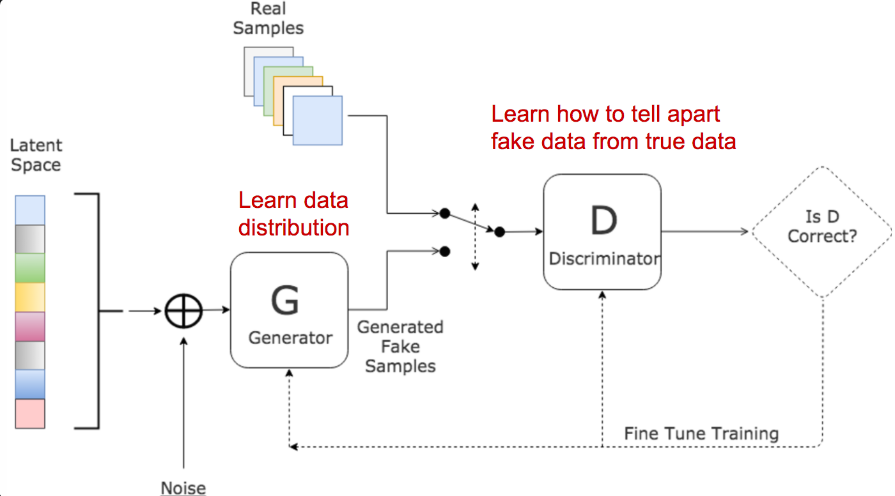 Real
Samples
Learn how to tell apart
fake data from true data
Latent
Space
Learn data
distribution
D
Discriminator
Is D
Correct?
G
Generator
Generated
Fake
Samples
Fine Tune Training
Noise